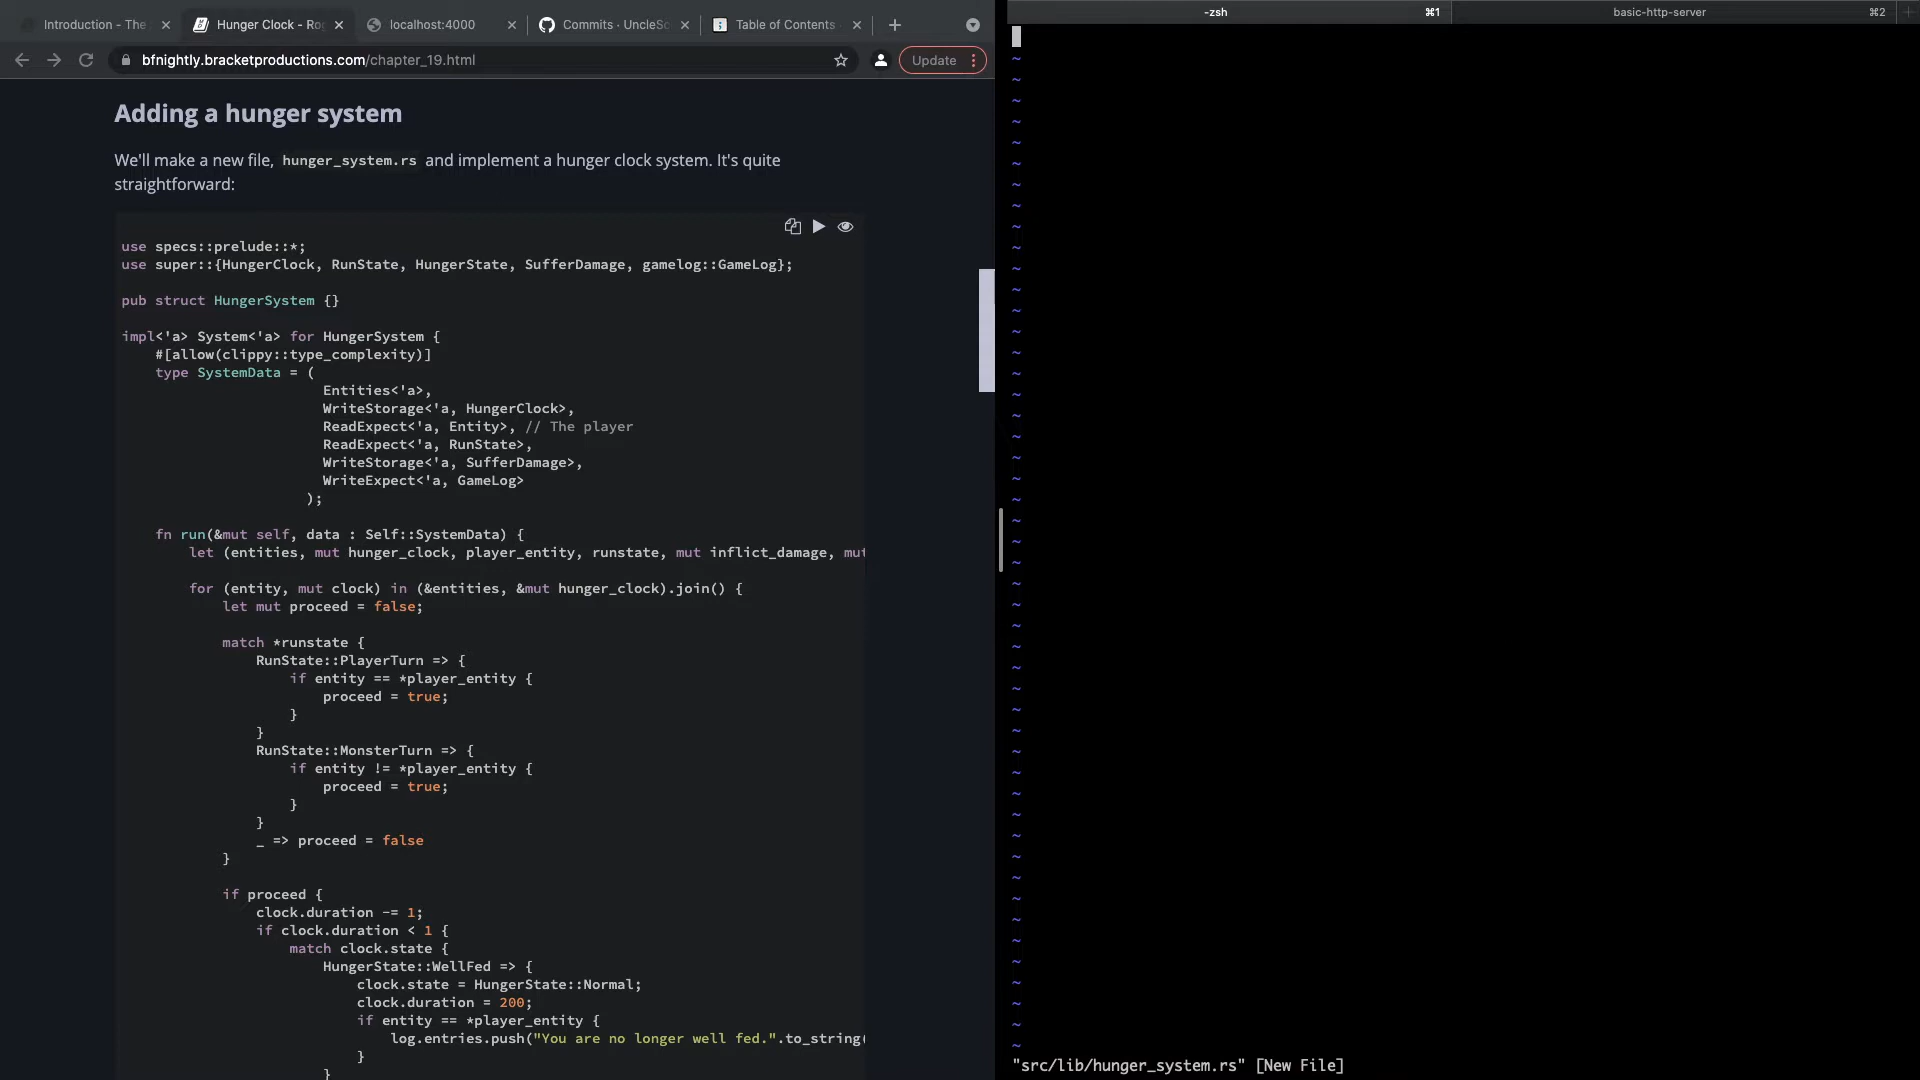 Introduction - The
Hunger Clock - Ro
localhost:4000
Commits · UncleSc
Table of Contents
-zsh
⌘1
basic-http-server
⌘2
bfnightly.bracketproductions.com/chapter_19.html
Update
Adding a hunger system
We'll make a new file, hunger_system.rs and implement a hunger clock system. It's quite
straightforward:
use specs::prelude::*;
use super::{HungerClock, RunState, HungerState, SufferDamage, gamelog::GameLog};
pub struct HungerSystem {}
impl<'a> System<'a> for HungerSystem {
#[allow(clippy::type_complexity)]
type SystemData = (
Entities<'a>,
WriteStorage<'a, HungerClock>,
ReadExpect<'a, Entity>, // The player
ReadExpect<'a, RunState>,
WriteStorage<'a, SufferDamage>,
WriteExpect<'a, GameLog>
);
fn run(&mut self, data : Self::SystemData) {
let (entities, mut hunger_clock, player_entity, runstate, mut inflict_damage, mut
for (entity, mut clock) in (&entities, &mut hunger_clock).join() {
let mut proceed = false;
match *runstate {
RunState::PlayerTurn => {
if entity == *player_entity {
proceed = true;
}
}
RunState::MonsterTurn => {
if entity != *player_entity {
proceed = true;
}
}
_ => proceed = false
}
if proceed {
clock.duration -= 1;
if clock.duration < 1 {
match clock.state {
HungerState::WellFed => {
clock.state = HungerState::Normal;
clock.duration = 200;
if entity == *player_entity {
log.entries.push("You are no longer well fed.".to_string(
}
}
"src/lib/hunger_system.rs" [New File]